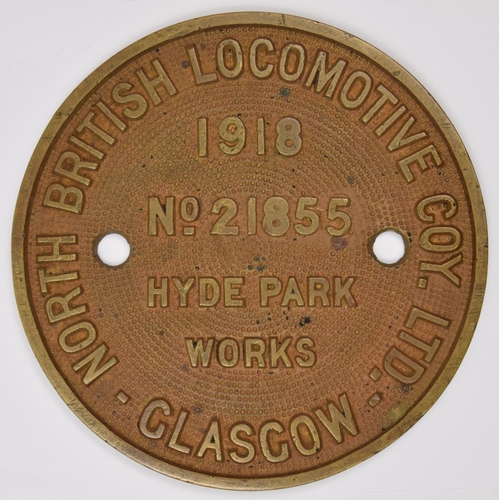 NORTH BRITISH LOCOMOTIVE COY. LTD:-
1918
No 21855
HYDE PARK
WORKS
- GLASGOW -